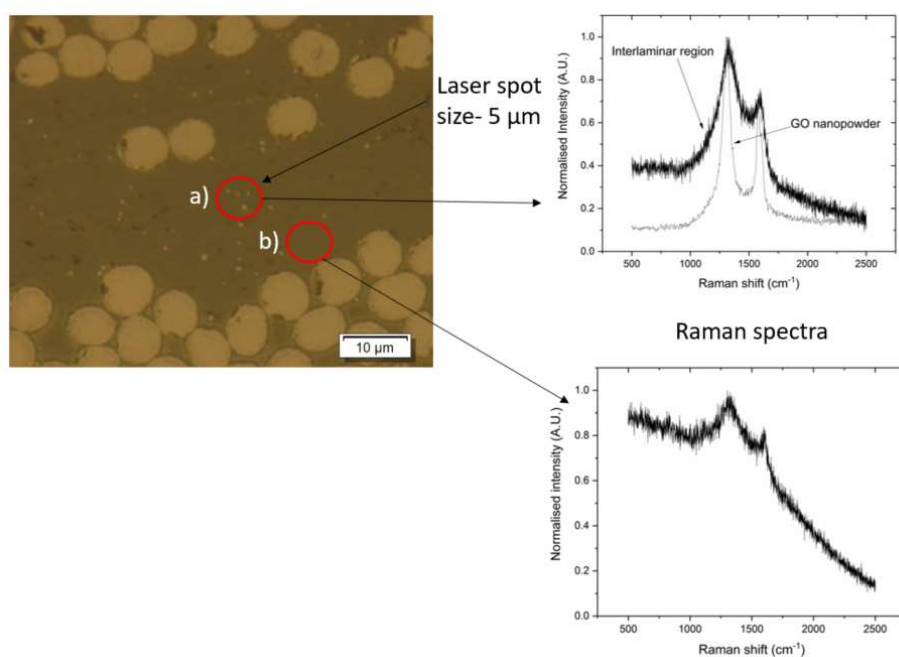 Laser spot
size- 5 μm
a)
b)
10 μm
Normalised Intensity (A.U.)
1.0
0.8
0.6
0.4
0.2
0.0
Interlaminar region
GO nanopowder
500
1000
1500
2000
2500
Raman shift (cm-1)
Raman spectra
Normalised intensity (A.U.)
1.0
0.8
0.6
0.4
0.2
0.0
500
1000
1500
2000
2500
Raman shift (cm-1)